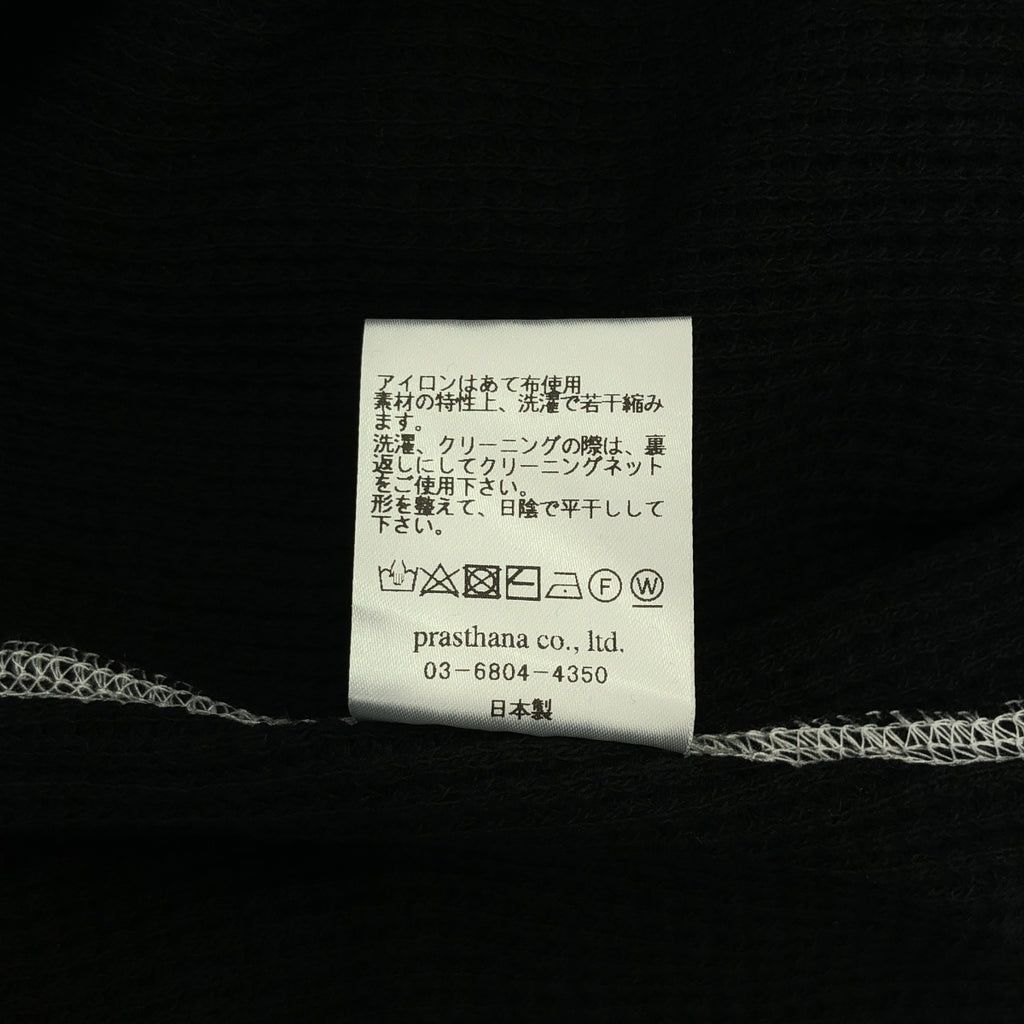 アイロンはあて布使用
素材の特性上、洗濯で若干縮み
ます。
洗濯、クリーニングの際は、裏
返しにしてクリーニングネット
をご使用下さい。
形を整えて、日陰で平干しして
下さい。
F W
prasthana co., ltd.
03-6804-4350
日本製